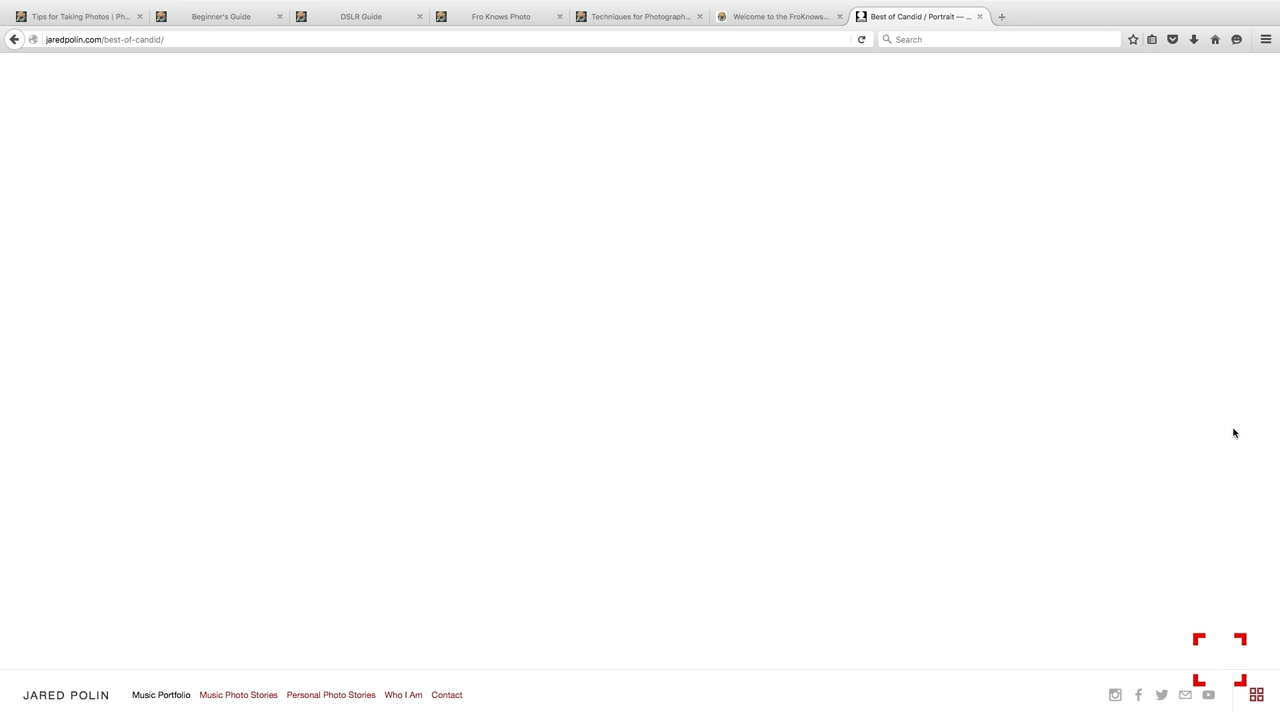 Tips for Taking Photos | Ph...
Beginner's Guide
DSLR Guide
Fro Knows Photo
Techniques for Photograph...
Welcome to the FroKnows...
Best of Candid / Portrait — ...
jaredpolin.com/best-of-candid/
Search
JARED POLIN
Music Portfolio
Music Photo Stories
Personal Photo Stories
Who I Am
Contact